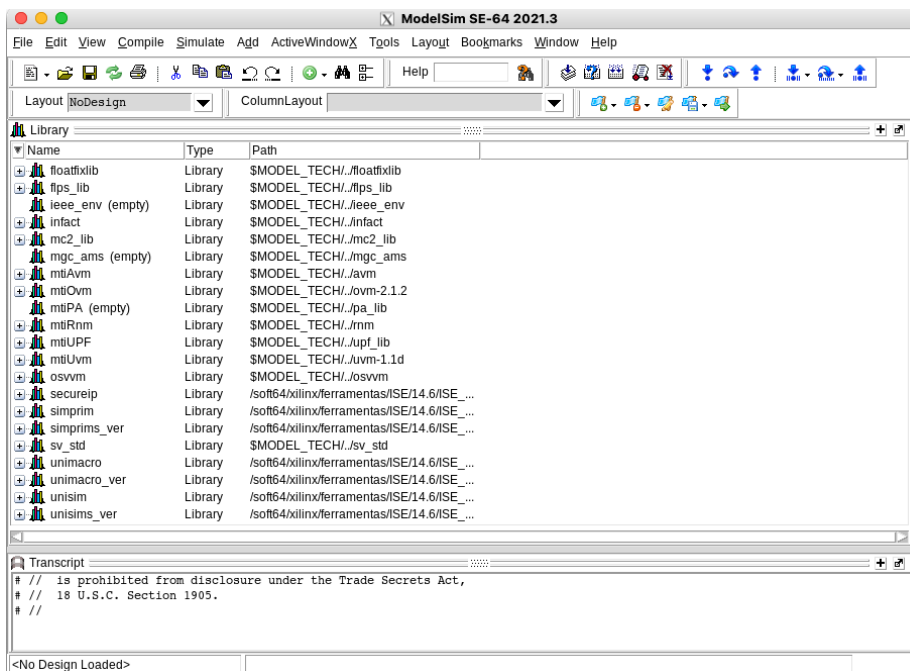 ModelSim SE-64 2021.3
File Edit View Compile Simulate Add ActiveWindowX Tools Layout Bookmarks Window Help
Help
Layout NoDesign ColumnLayout
Library
Name Type Path
floatfixlib Library $MODEL_TECH/../floatfixlib
flps_lib Library $MODEL_TECH/../flps_lib
ieee_env (empty) Library $MODEL_TECH/../ieee_env
infact Library $MODEL_TECH/../infact
mc2_lib Library $MODEL_TECH/../mc2_lib
mgc_ams (empty) Library $MODEL_TECH/../mgc_ams
mtiAvm Library $MODEL_TECH/../avm
mtiOvm Library $MODEL_TECH/../ovm-2.1.2
mtiPA (empty) Library $MODEL_TECH/../pa_lib
mtiRnm Library $MODEL_TECH/../rnm
mtiUPF Library $MODEL_TECH/../upf_lib
mtiUvm Library $MODEL_TECH/../uvm-1.1d
osvvm Library $MODEL_TECH/../osvvm
secureip Library /soft64/xilinx/ferramentas/ISE/14.6/ISE_...
simprim Library /soft64/xilinx/ferramentas/ISE/14.6/ISE_...
simprims_ver Library /soft64/xilinx/ferramentas/ISE/14.6/ISE_...
sv_std Library $MODEL_TECH/../sv_std
unimacro Library /soft64/xilinx/ferramentas/ISE/14.6/ISE_...
unimacro_ver Library /soft64/xilinx/ferramentas/ISE/14.6/ISE_...
unisim Library /soft64/xilinx/ferramentas/ISE/14.6/ISE_...
unisims_ver Library /soft64/xilinx/ferramentas/ISE/14.6/ISE_...
Transcript
# // is prohibited from disclosure under the Trade Secrets Act,
# // 18 U.S.C. Section 1905.
# //
<No Design Loaded>